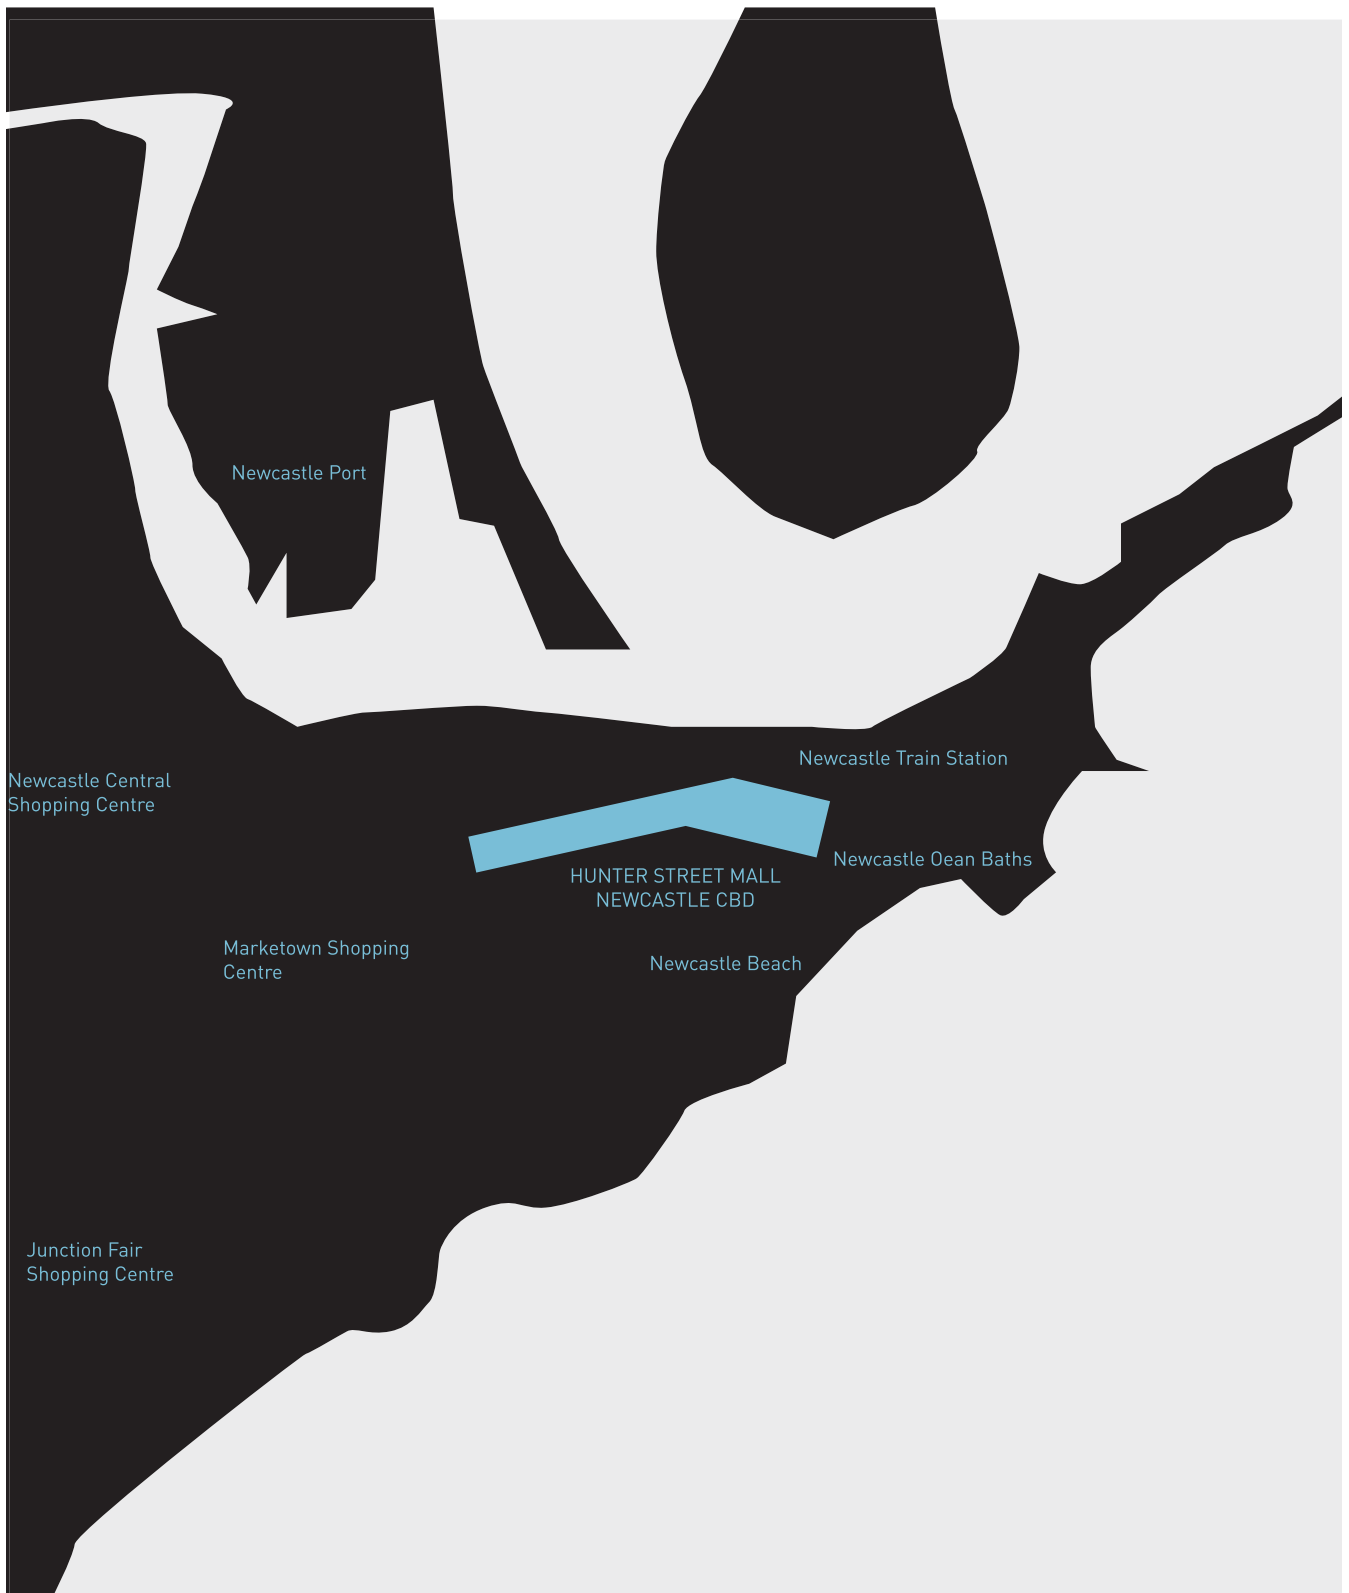 Newcastle Port
Newcastle Train Station
Newcastle Central
Shopping Centre
Newcastle Oean Baths
HUNTER STREET MALL
NEWCASTLE CBD
Marketown Shopping
Centre
Newcastle Beach
Junction Fair
Shopping Centre